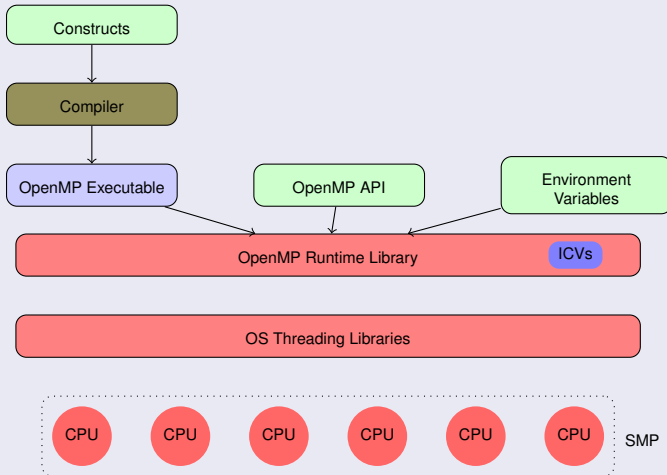 Constructs
Compiler
OpenMP Executable
OpenMP API
Environment
Variables
OpenMP Runtime Library
ICVs
OS Threading Libraries
CPU
CPU
CPU
CPU
CPU
CPU
SMP